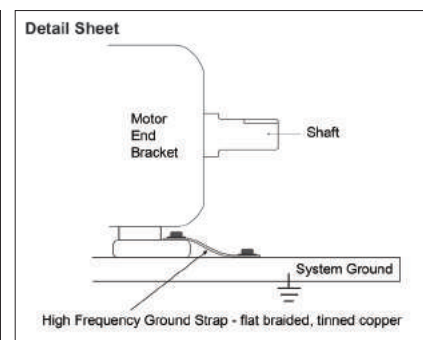 Detail Sheet
Motor
End
Bracket
Shaft
System Ground
High Frequency Ground Strap - flat braided, tinned copper